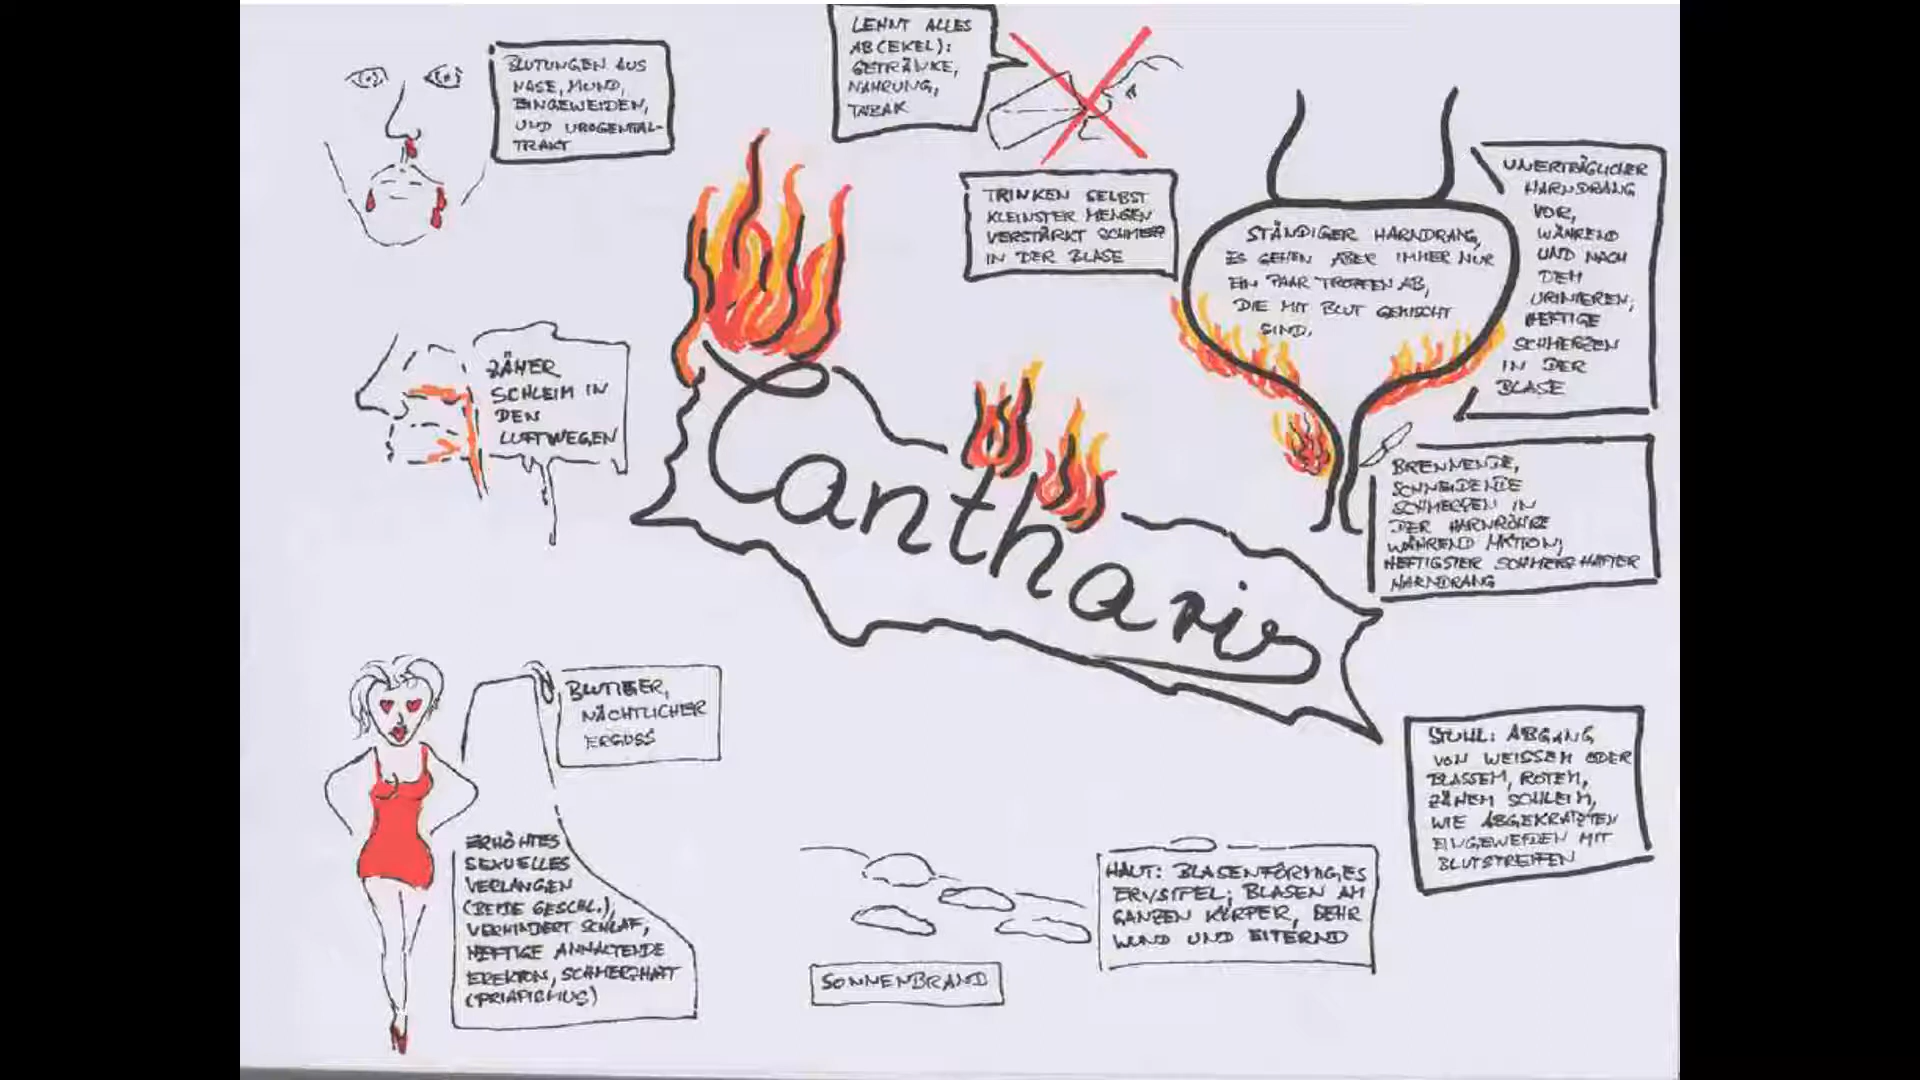 BLUTUNGEN AUS
NASE, MUND,
EINGEWEIDEN,
UND UROGENITAL-
TRAKT
LEHNT ALLES
AB (EKEL):
GETRÄNKE,
NAHRUNG,
TABAK
TRINKEN SELBST
KLEINSTER MENGEN
VERSTÄRKT SCHMERZ
IN DER BLASE
STÄNDIGER HARNDRANG,
ES GEHEN ABER IMMER NUR
EIN PAAR TROPFEN AB,
DIE MIT BLUT GEMISCHT
SIND.
UNERTRÄGLICHER
HARNDRANG
VOR,
WÄHREND
UND NACH
DEM
URINIEREN,
HEFTIGE
SCHMERZEN
IN DER
BLASE
ZÄHER
SCHLEIM IN
DEN
LUFTWEGEN
Cantharis
BRENNENDE,
SCHNEIDENDE
SCHMERZEN IN
DER HARNRÖHRE
WÄHREND MIKTION,
HEFTIGSTER SCHMERZHAFTER
HARNDRANG
BLUTIGER,
NÄCHTLICHER
ERGUSS
ERHÖHTES
SEXUELLES
VERLANGEN
(BEIDE GESCHL.),
VERHINDERT SCHLAF,
HEFTIGE ANHALTENDE
EREKTION, SCHMERZHAFT
(PRIAPISMUS)
STUHL: ABGANG
VON WEISSEM ODER
BLASSEM, ROTEM,
ZÄHEM SCHLEIM,
WIE ABGEKRATZTEN
EINGEWEIDEN MIT
BLUTSTREIFEN
HAUT: BLASENFÖRMIGES
ERYSIPEL; BLASEN AM
GANZEN KÖRPER, SEHR
WUND UND EITERND
SONNENBRAND